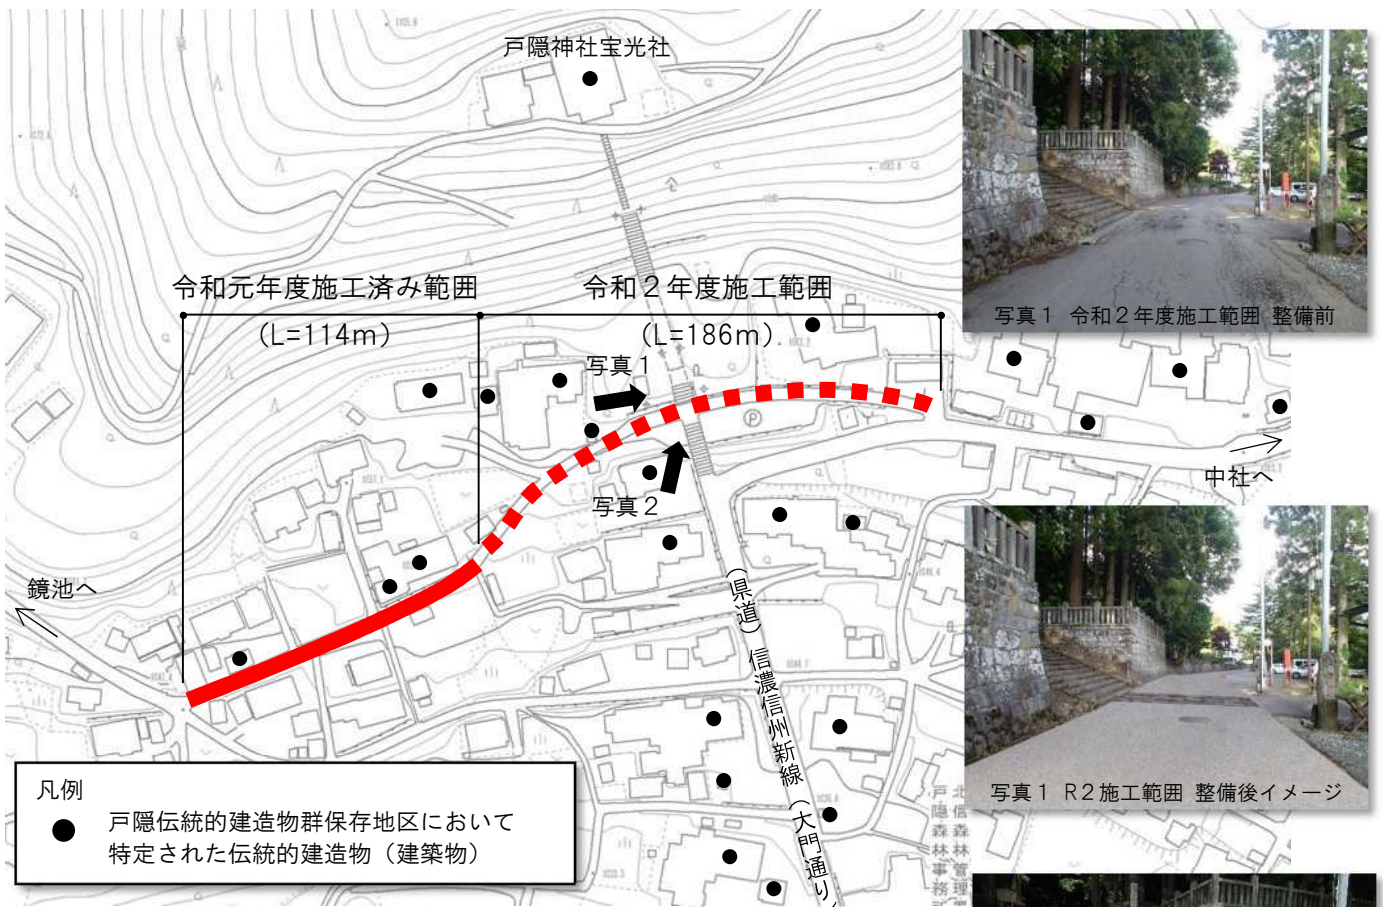 戸隠神社宝光社
令和元年度施工済み範囲
(L=114m)
令和２年度施工範囲
(L=186m)
写真１
写真２
写真１ 令和２年度施工範囲 整備前
中社へ
鏡池へ
(県道) 信濃信州新線 (大門通り)
写真１ R２施工範囲 整備後イメージ
凡例
戸隠伝統的建造物群保存地区において
特定された伝統的建造物（建築物）
P